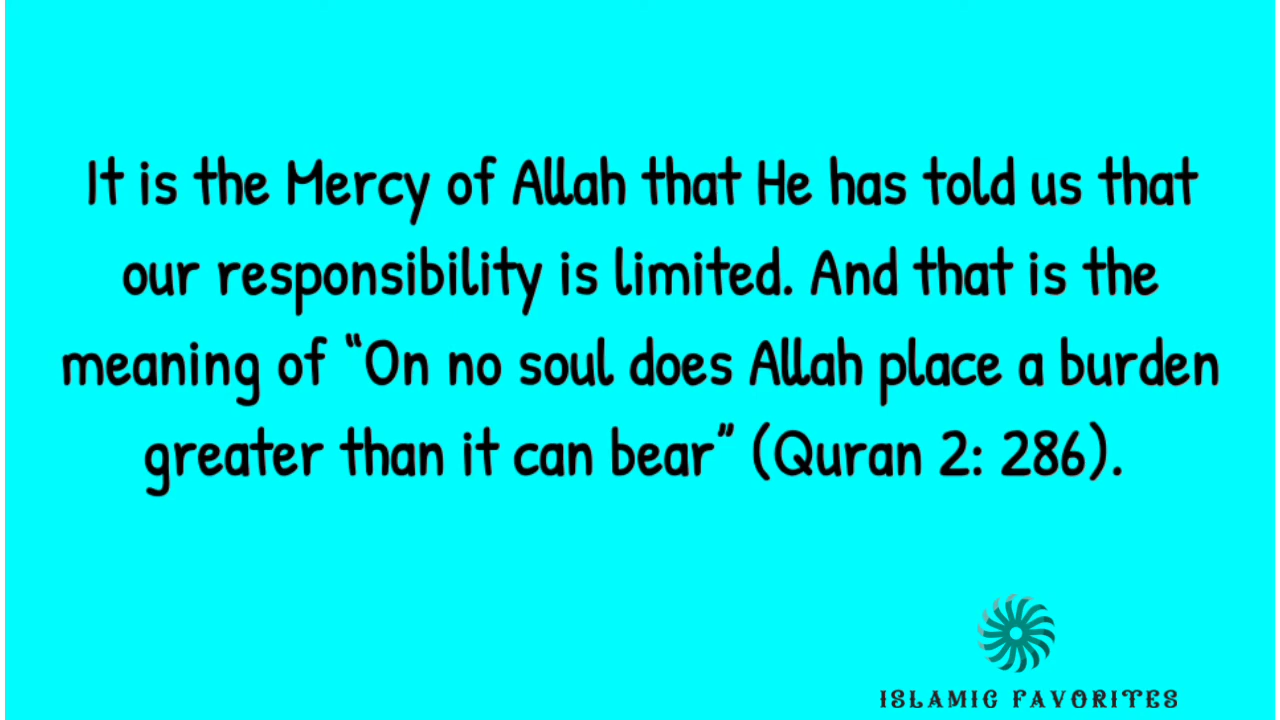 It is the Mercy of Allah that He has told us that
our responsibility is limited. And that is the
meaning of “On no soul does Allah place a burden
greater than it can bear” (Quran 2: 286).
ISLAMIC FAVORITES